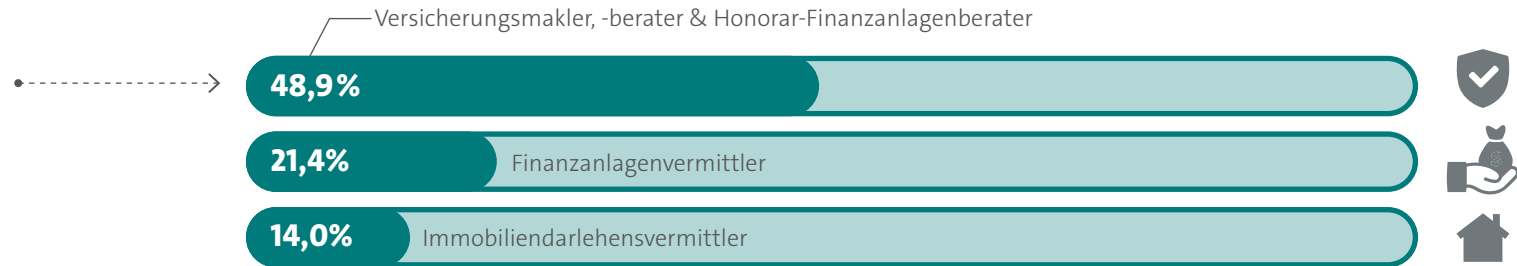 Versicherungsmakler, -berater & Honorar-Finanzanlagenberater
48,9%
21,4% Finanzanlagenvermittler
14,0% Immobiliendarlehensvermittler